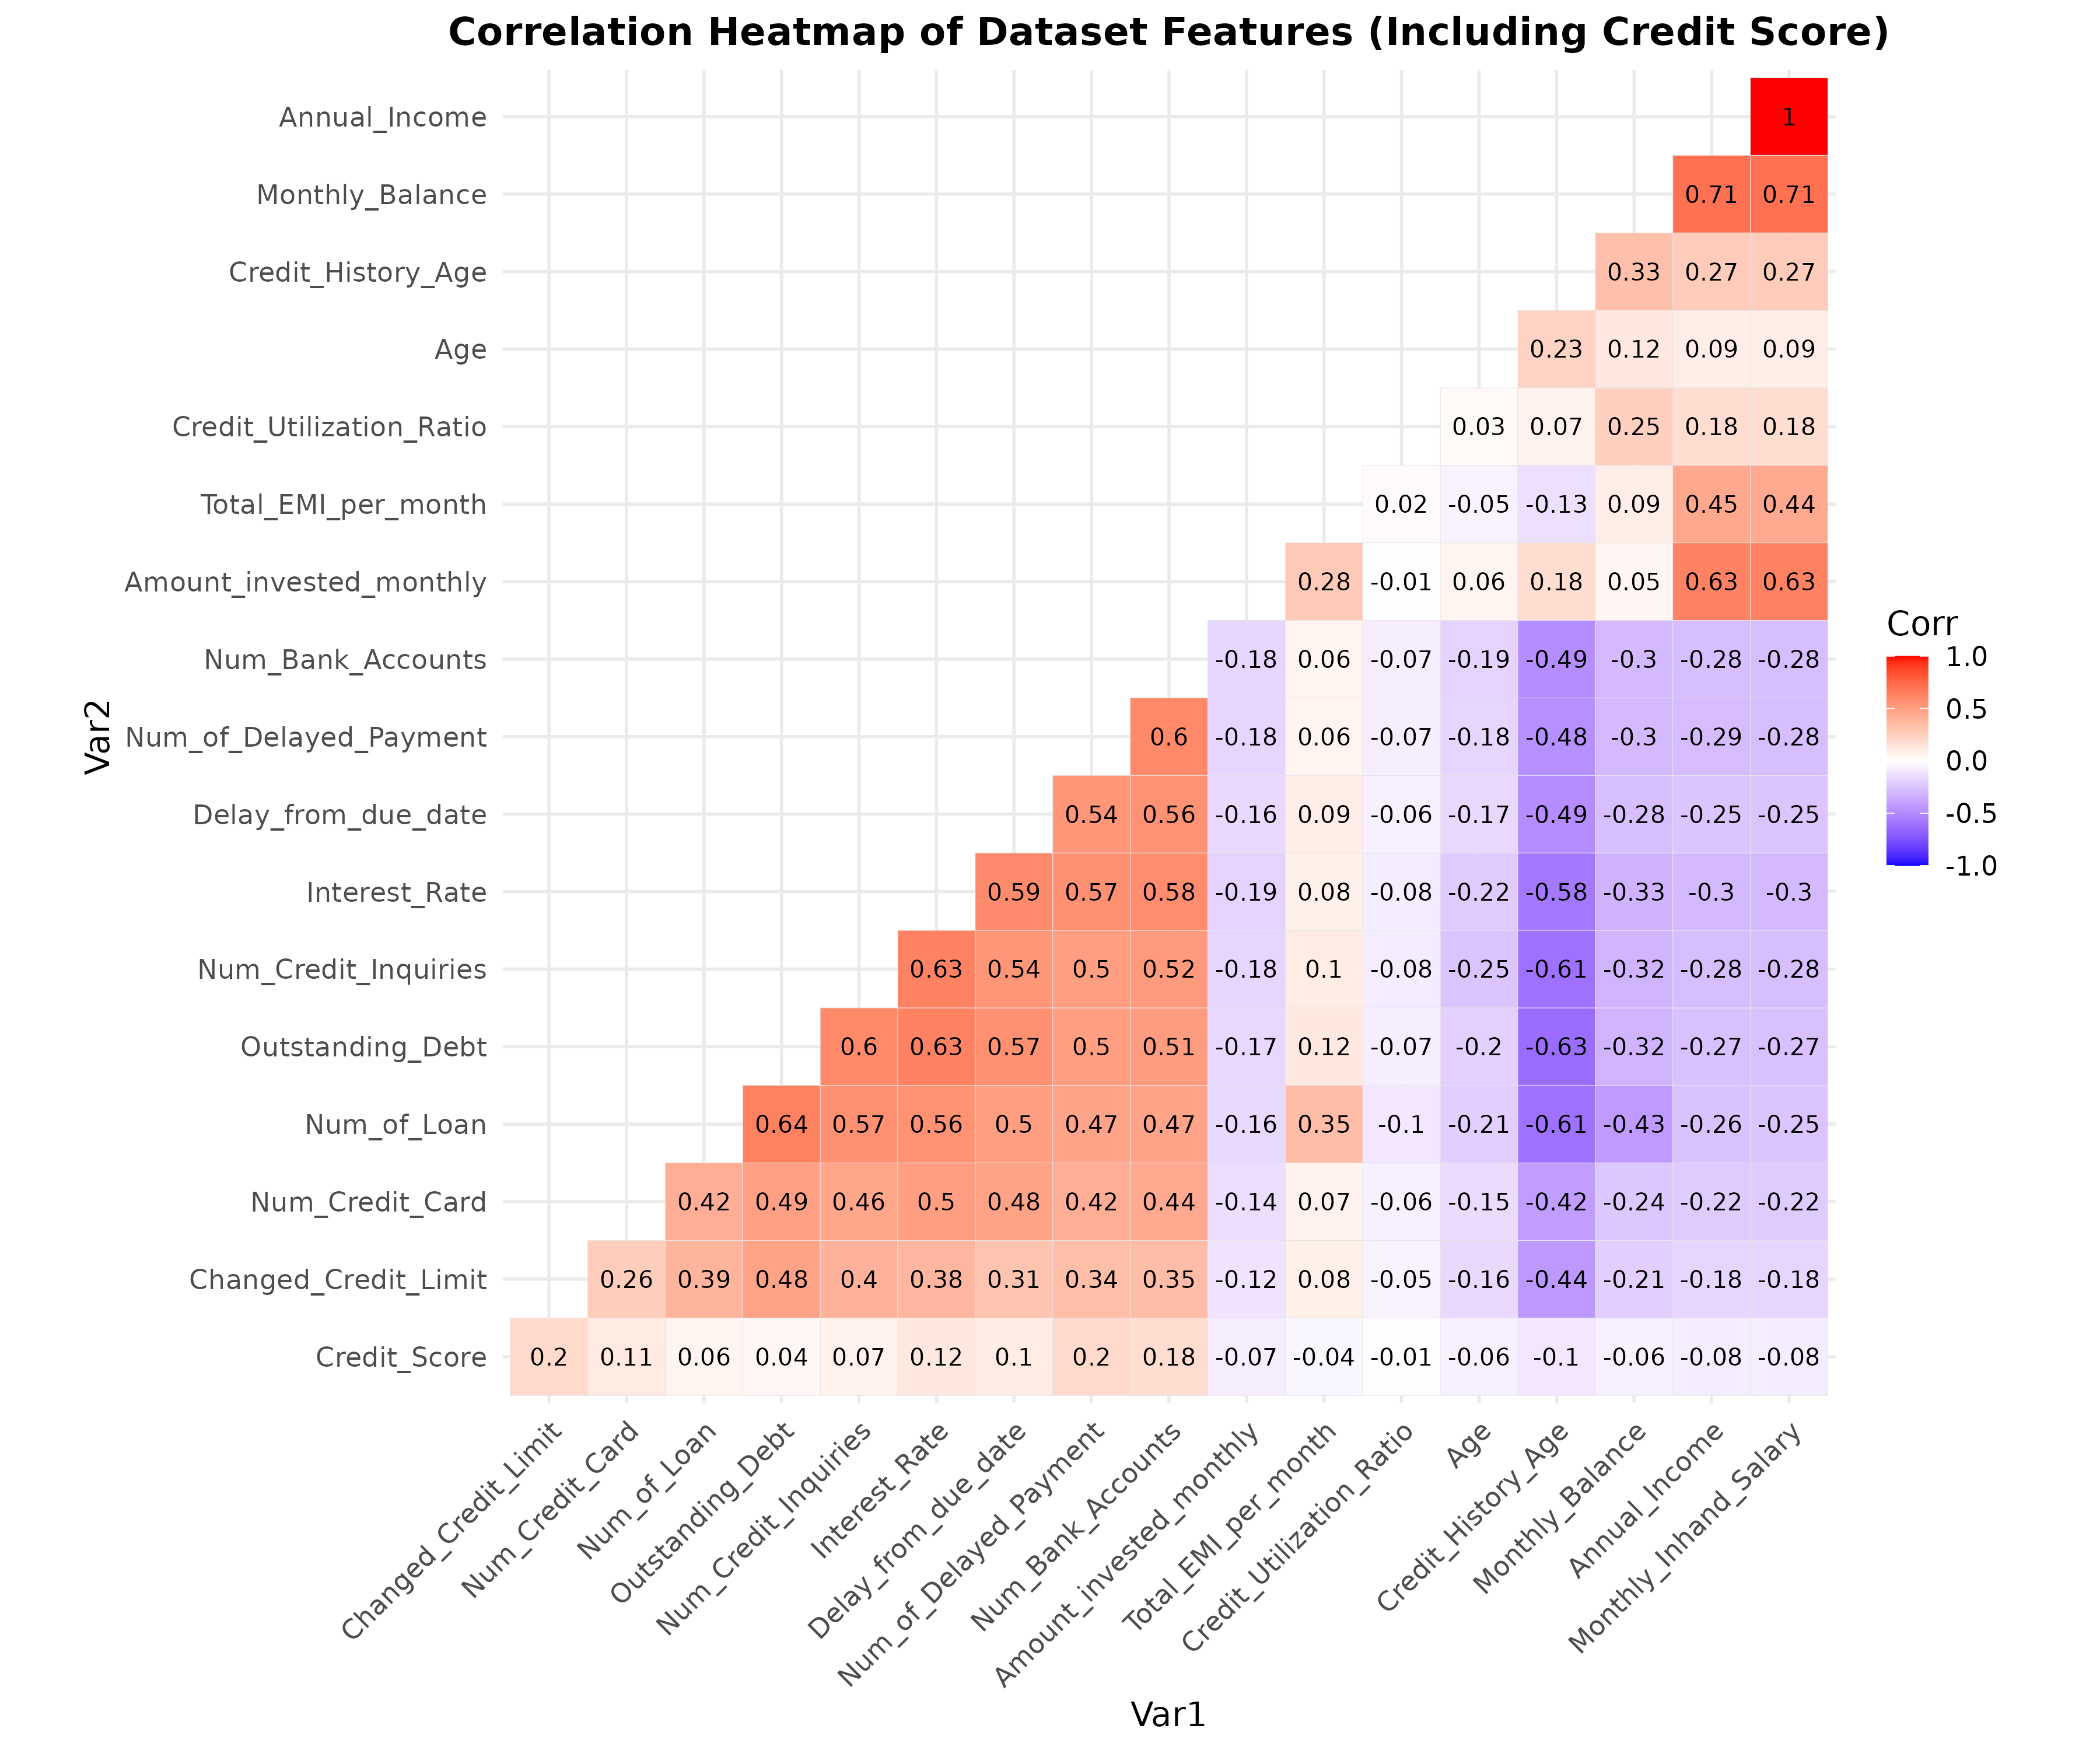 Correlation Heatmap of Dataset Features (Including Credit Score)
Annual_Income 1
Monthly_Balance 0.71 0.71
Credit_History_Age 0.33 0.27 0.27
Age 0.23 0.12 0.09 0.09
Credit_Utilization_Ratio 0.03 0.07 0.25 0.18 0.18
Total_EMI_per_month 0.02 -0.05 -0.13 0.09 0.45 0.44
Amount_invested_monthly 0.28 -0.01 0.06 0.18 0.05 0.63 0.63
Num_Bank_Accounts -0.18 0.06 -0.07 -0.19 -0.49 -0.3 -0.28 -0.28
Num_of_Delayed_Payment 0.6 -0.18 0.06 -0.07 -0.18 -0.48 -0.3 -0.29 -0.28
Delay_from_due_date 0.54 0.56 -0.16 0.09 -0.06 -0.17 -0.49 -0.28 -0.25 -0.25
Interest_Rate 0.59 0.57 0.58 -0.19 0.08 -0.08 -0.22 -0.58 -0.33 -0.3 -0.3
Num_Credit_Inquiries 0.63 0.54 0.5 0.52 -0.18 0.1 -0.08 -0.25 -0.61 -0.32 -0.28 -0.28
Outstanding_Debt 0.6 0.63 0.57 0.5 0.51 -0.17 0.12 -0.07 -0.2 -0.63 -0.32 -0.27 -0.27
Num_of_Loan 0.64 0.57 0.56 0.5 0.47 0.47 -0.16 0.35 -0.1 -0.21 -0.61 -0.43 -0.26 -0.25
Num_Credit_Card 0.42 0.49 0.46 0.5 0.48 0.42 0.44 -0.14 0.07 -0.06 -0.15 -0.42 -0.24 -0.22 -0.22
Changed_Credit_Limit 0.26 0.39 0.48 0.4 0.38 0.31 0.34 0.35 -0.12 0.08 -0.05 -0.16 -0.44 -0.21 -0.18 -0.18
Credit_Score 0.2 0.11 0.06 0.04 0.07 0.12 0.1 0.2 0.18 -0.07 -0.04 -0.01 -0.06 -0.1 -0.06 -0.08 -0.08
Var2
Changed_Credit_Limit
Num_Credit_Card
Num_of_Loan
Outstanding_Debt
Num_Credit_Inquiries
Interest_Rate
Delay_from_due_date
Num_of_Delayed_Payment
Num_Bank_Accounts
Amount_invested_monthly
Total_EMI_per_month
Credit_Utilization_Ratio
Age
Credit_History_Age
Monthly_Balance
Annual_Income
Monthly_Inhand_Salary
Var1
Corr
1.0
0.5
0.0
-0.5
-1.0